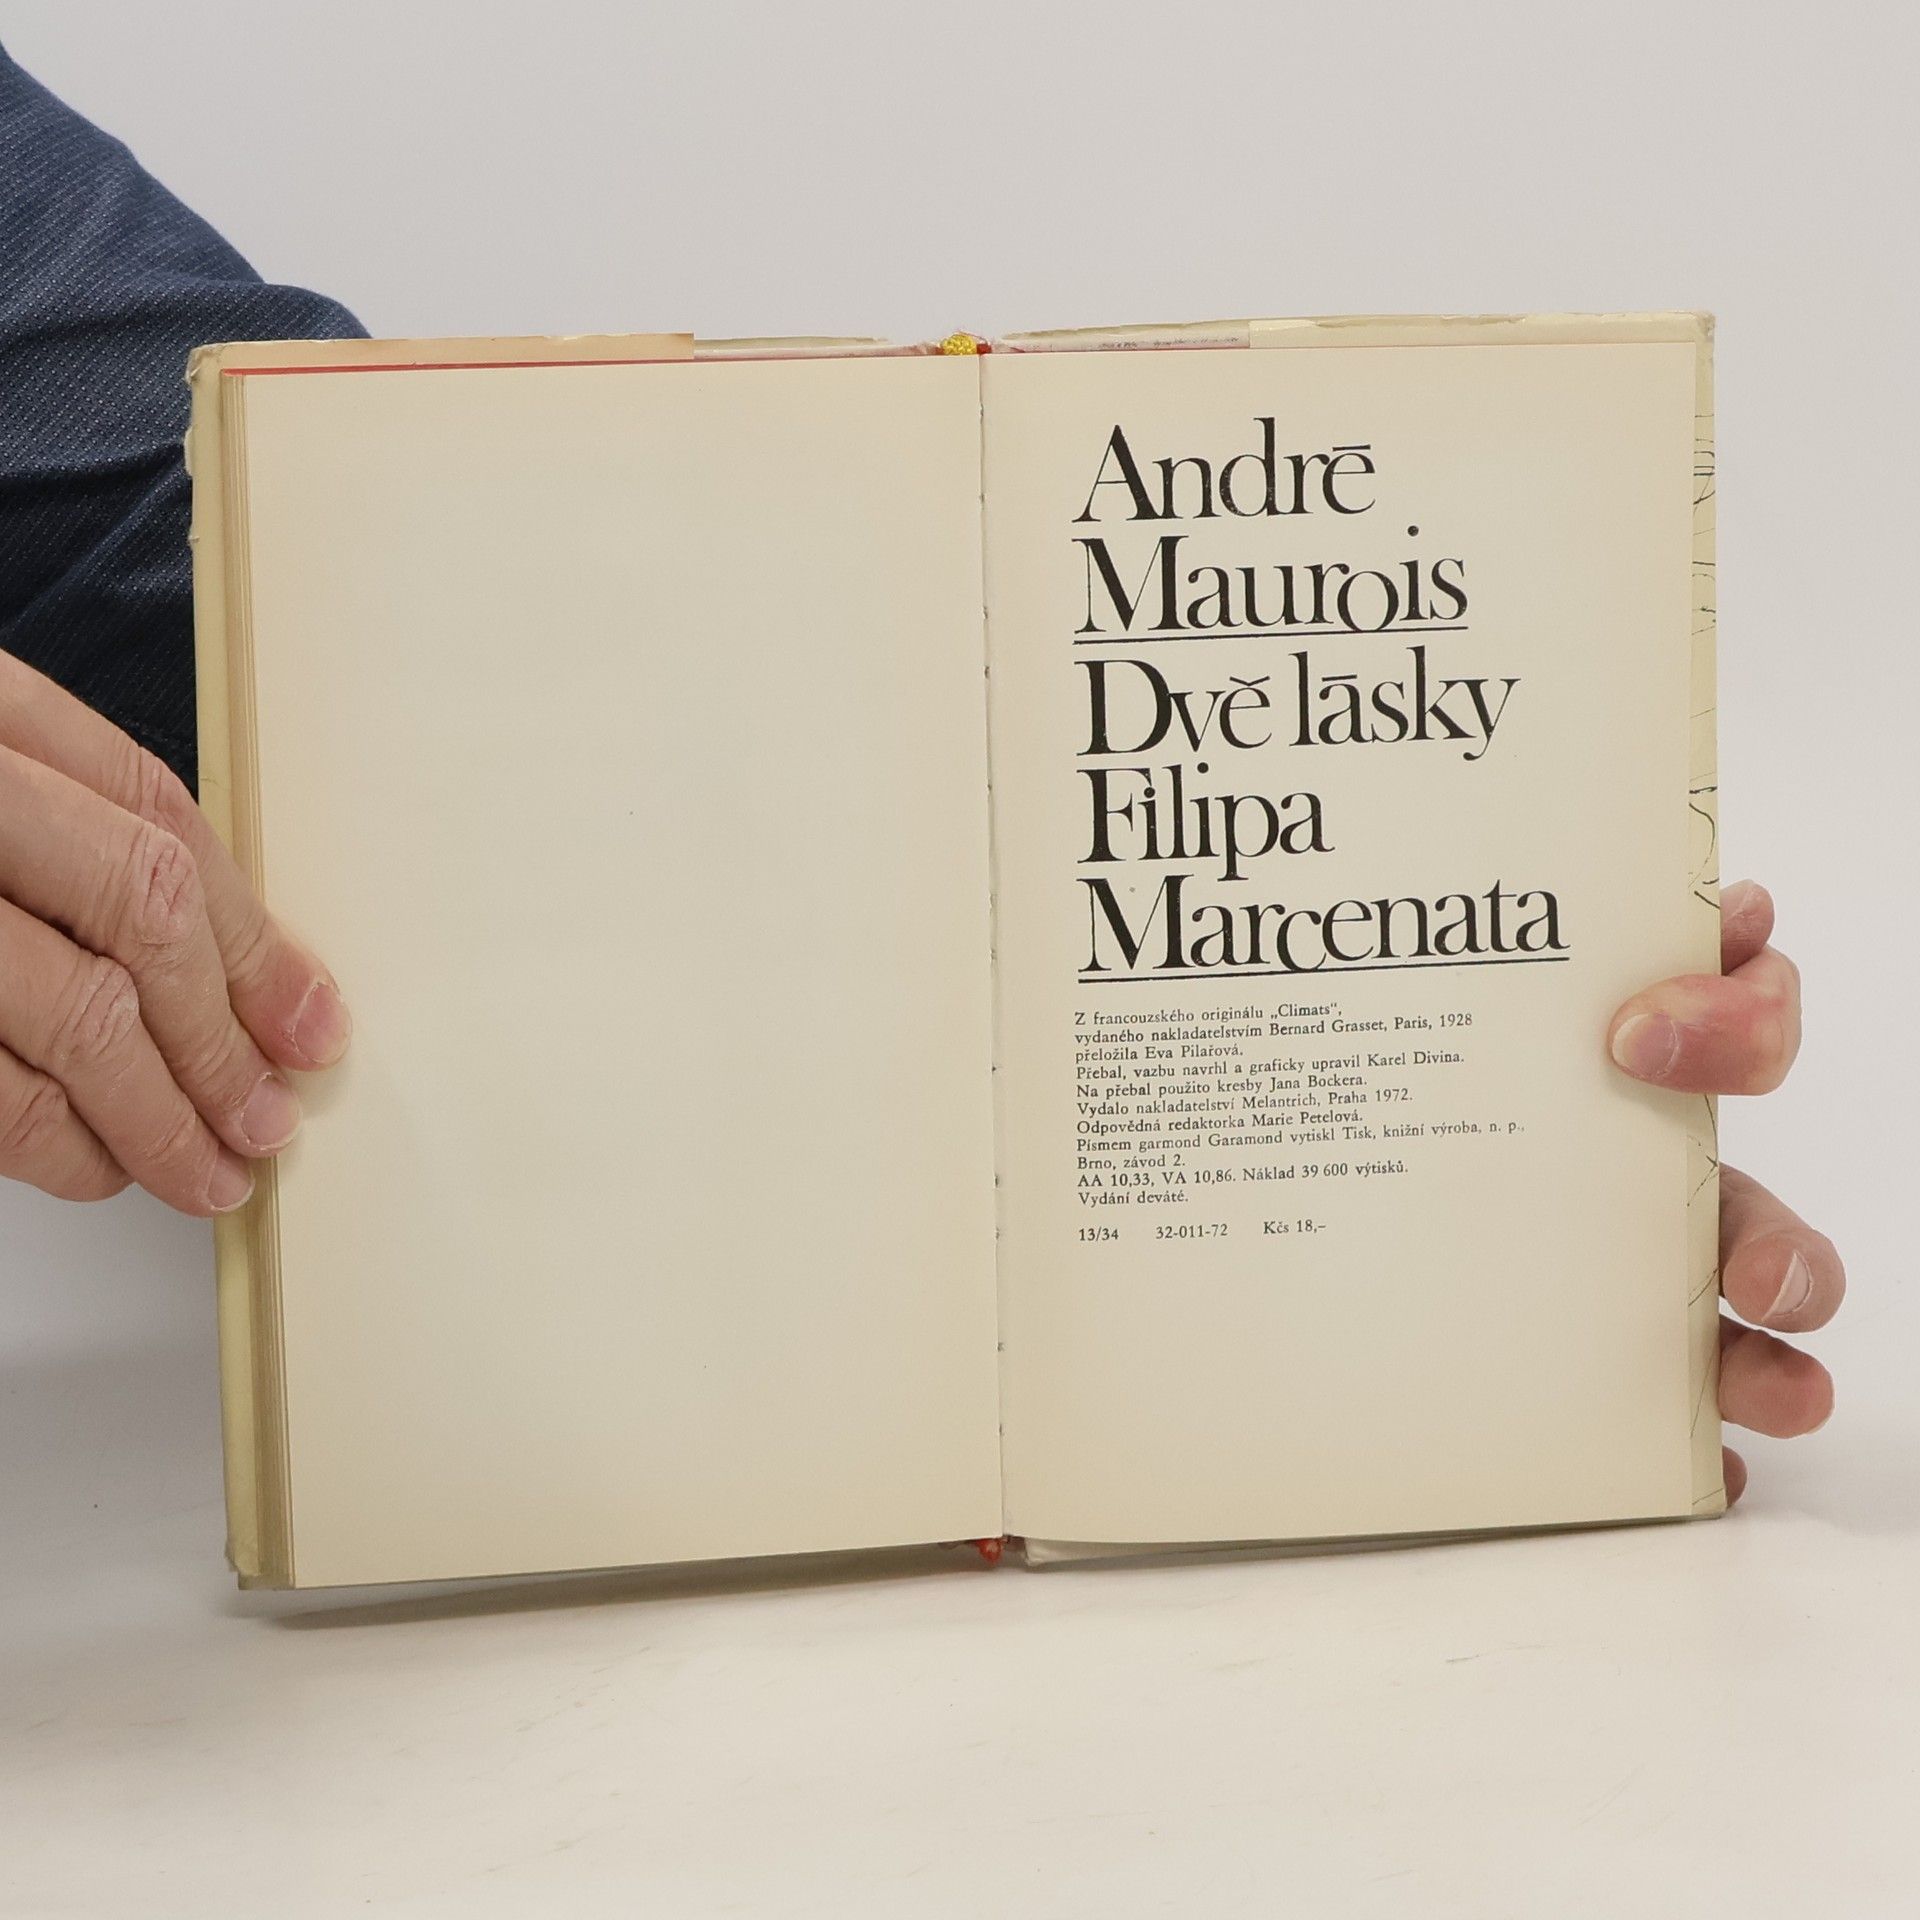 André
Maurois
Dvě lásky
Filipa
Marcenata
Z francouzského originálu „Climats“,
vydaného nakladatelstvím Bernard Grasset, Paris, 1928
přeložila Eva Pilařová.
Přebal, vazbu navrhl a graficky upravil Karel Divina.
Na přebal použito kresby Jana Bockera.
Vydalo nakladatelství Melantrich, Praha 1972.
Odpovědná redaktorka Marie Petelová.
Písmem garmond Garamond vytiskl Tisk, knižní výroba, n. p.,
Brno, závod 2.
AA 10,33, VA 10,86. Náklad 39 600 výtisků.
Vydání deváté.
13/34 32-011-72 Kčs 18,–